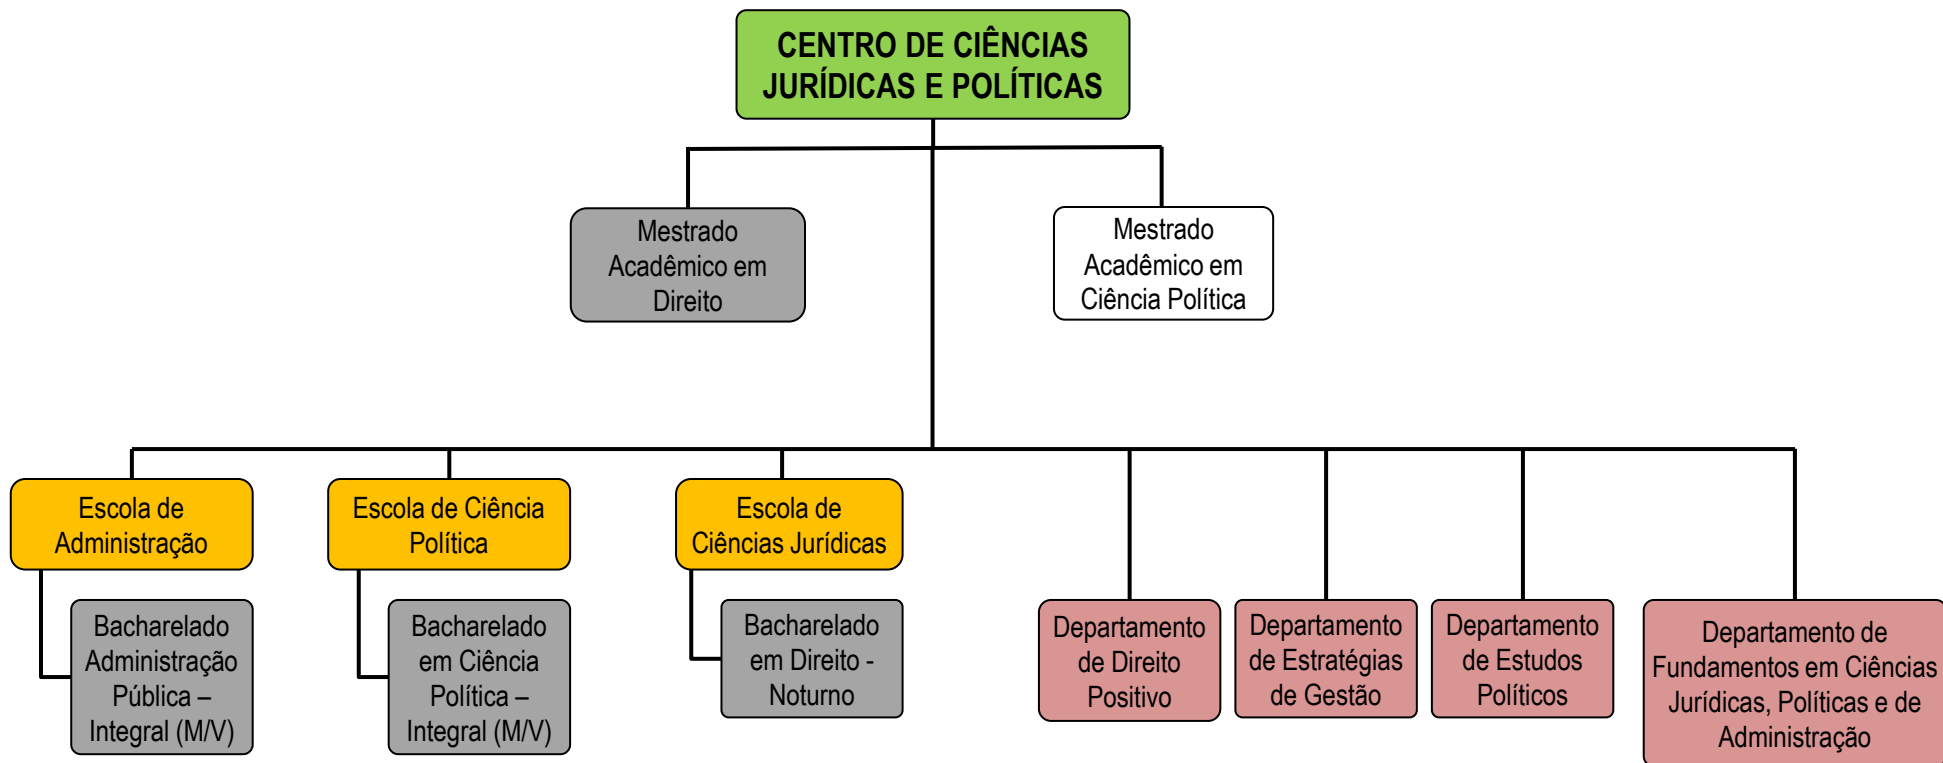 CENTRO DE CIÊNCIAS
JURÍDICAS E POLÍTICAS
Mestrado
Acadêmico em
Direito
Mestrado
Acadêmico em
Ciência Política
Escola de
Administração
Escola de Ciência
Política
Escola de
Ciências Jurídicas
Bacharelado
Administração
Pública –
Integral (M/V)
Bacharelado
em Ciência
Política –
Integral (M/V)
Bacharelado
em Direito -
Noturno
Departamento
de Direito
Positivo
Departamento
de Estratégias
de Gestão
Departamento
de Estudos
Políticos
Departamento de
Fundamentos em Ciências
Jurídicas, Políticas e de
Administração